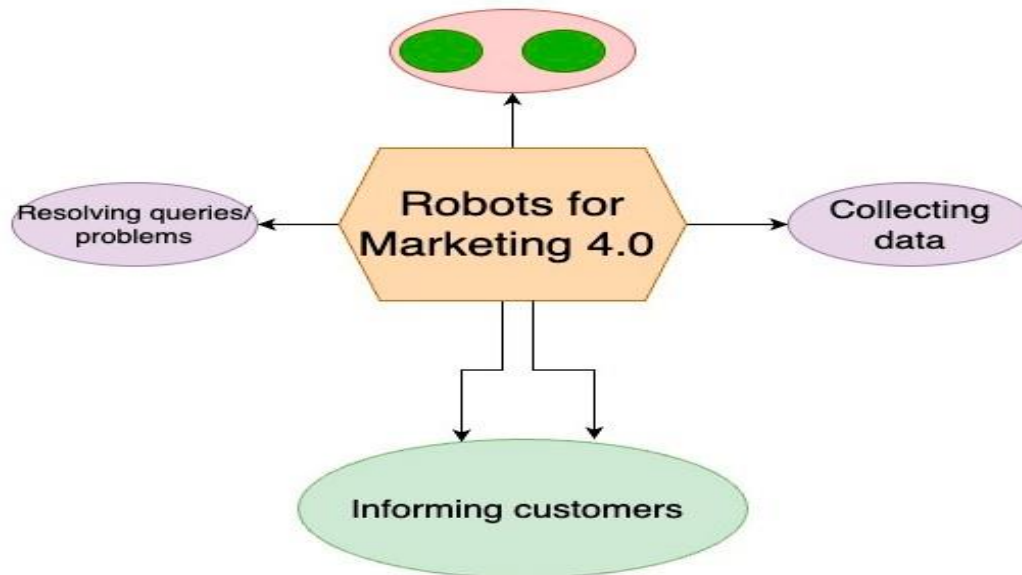 Robots for
Marketing 4.0
Resolving queries/
problems
Collecting
data
Informing customers